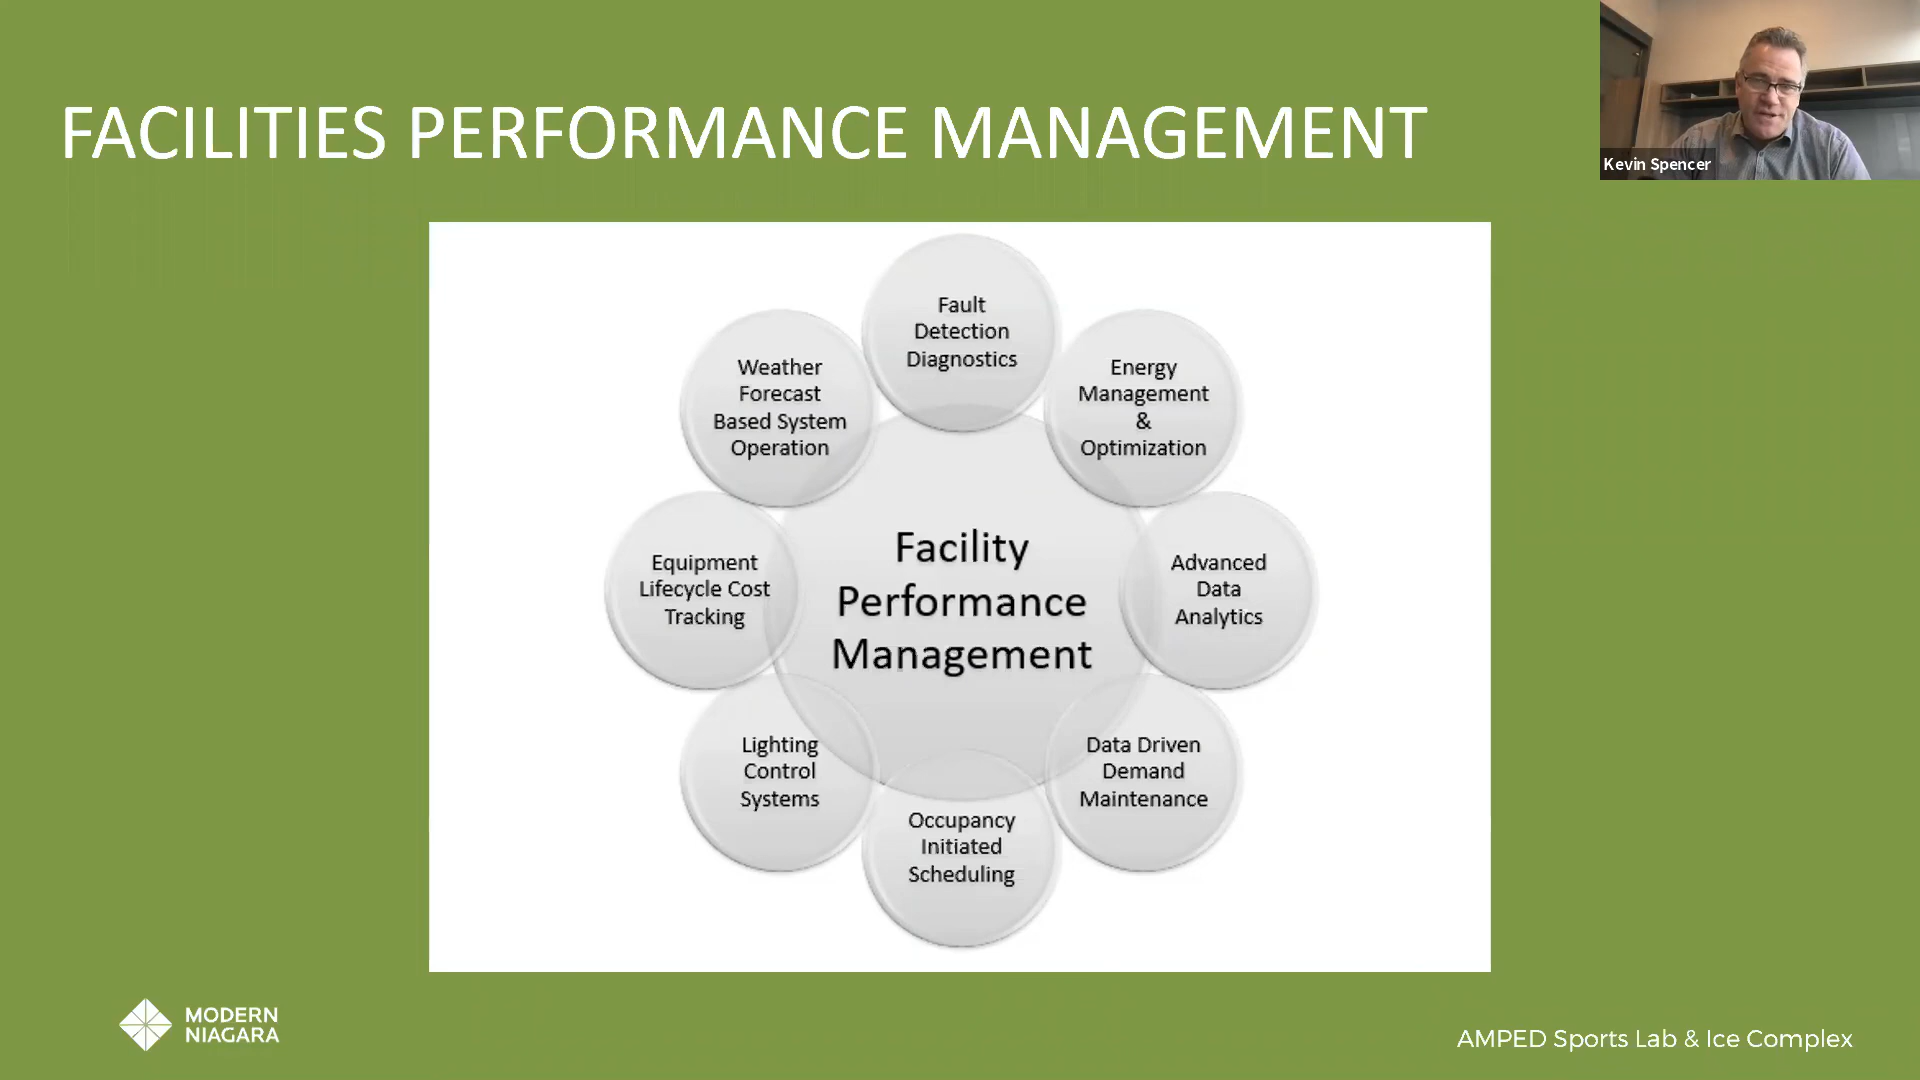 FACILITIES PERFORMANCE MANAGEMENT
Kevin Spencer
Fault
Detection
Diagnostics
Energy
Management
&
Optimization
Advanced
Data
Analytics
Data Driven
Demand
Maintenance
Occupancy
Initiated
Scheduling
Lighting
Control
Systems
Equipment
Lifecycle Cost
Tracking
Weather
Forecast
Based System
Operation
Facility
Performance
Management
MODERN
NIAGARA
AMPED Sports Lab & Ice Complex